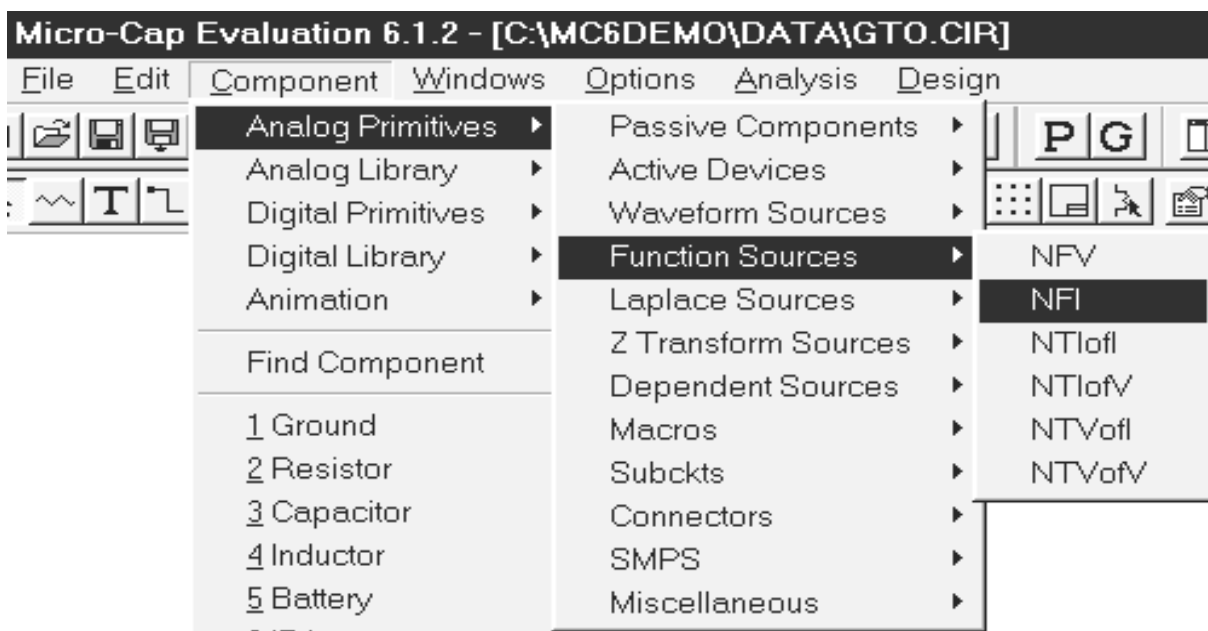 Micro-Cap Evaluation 6.1.2 - [C:\MC6DEMO\DATA\GTO.CIR]
File Edit Component Windows Options Analysis Design
P G
T
Analog Primitives
Analog Library
Digital Primitives
Digital Library
Animation
Find Component
1 Ground
2 Resistor
3 Capacitor
4 Inductor
5 Battery
Passive Components
Active Devices
Waveform Sources
Function Sources
Laplace Sources
Z Transform Sources
Dependent Sources
Macros
Subckts
Connectors
SMPS
Miscellaneous
NFV
NFI
NTIofI
NTIofV
NTVofI
NTVofV